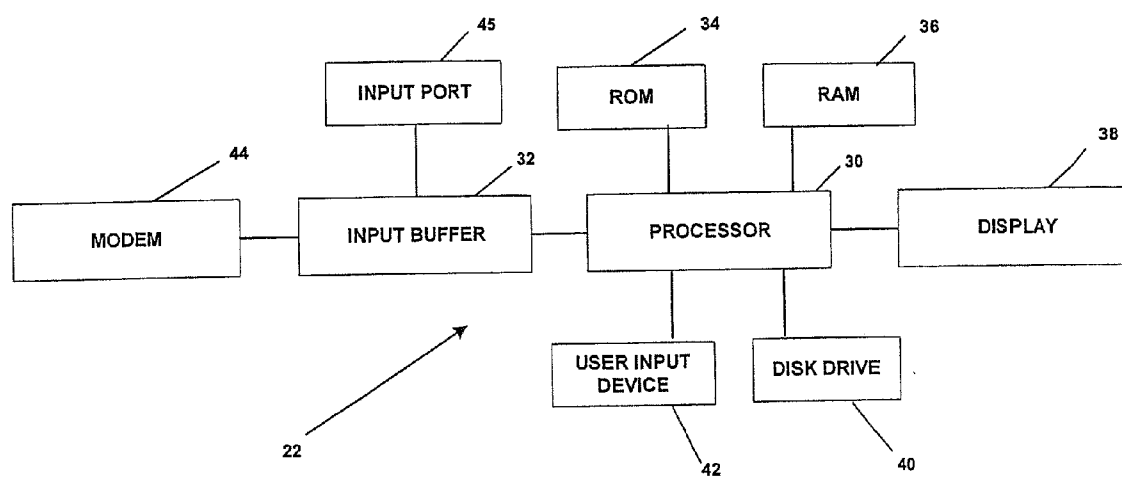 45
34
36
INPUT PORT
ROM
RAM
44
32
30
38
MODEM
INPUT BUFFER
PROCESSOR
DISPLAY
USER INPUT
DEVICE
DISK DRIVE
22
42
40